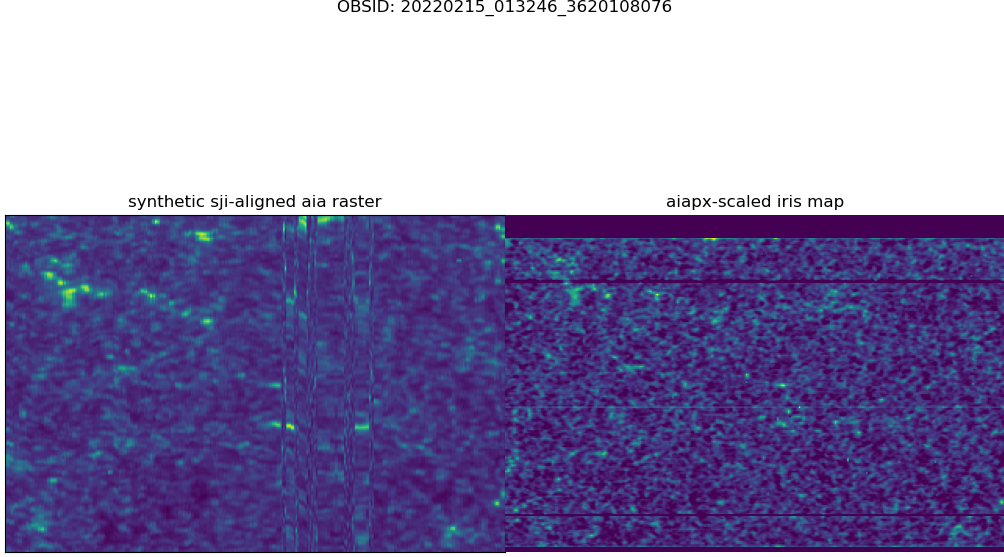 OBSID: 20220215_013246_3620108076
synthetic sji-aligned aia raster
aiapx-scaled iris map